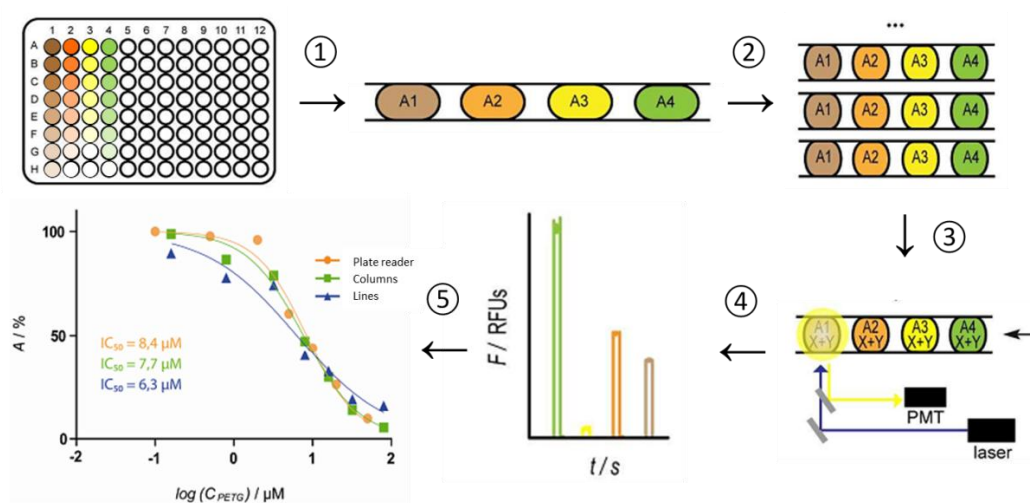 1 2 3 4 5 6 7 8 9 10 11 12
A
B
C
D
E
F
G
H
①
A1 A2 A3 A4
②
...
A1 A2 A3 A4
A1 A2 A3 A4
A1 A2 A3 A4
③
A1 A2 A3 A4
X+Y X+Y X+Y X+Y
PMT
laser
④
F / RFUs
t / s
⑤
100
50
0
A / %
Plate reader
Columns
Lines
IC₅₀ = 8,4 µM
IC₅₀ = 7,7 µM
IC₅₀ = 6,3 µM
-2 -1 0 1 2
log (C_PETG) / µM